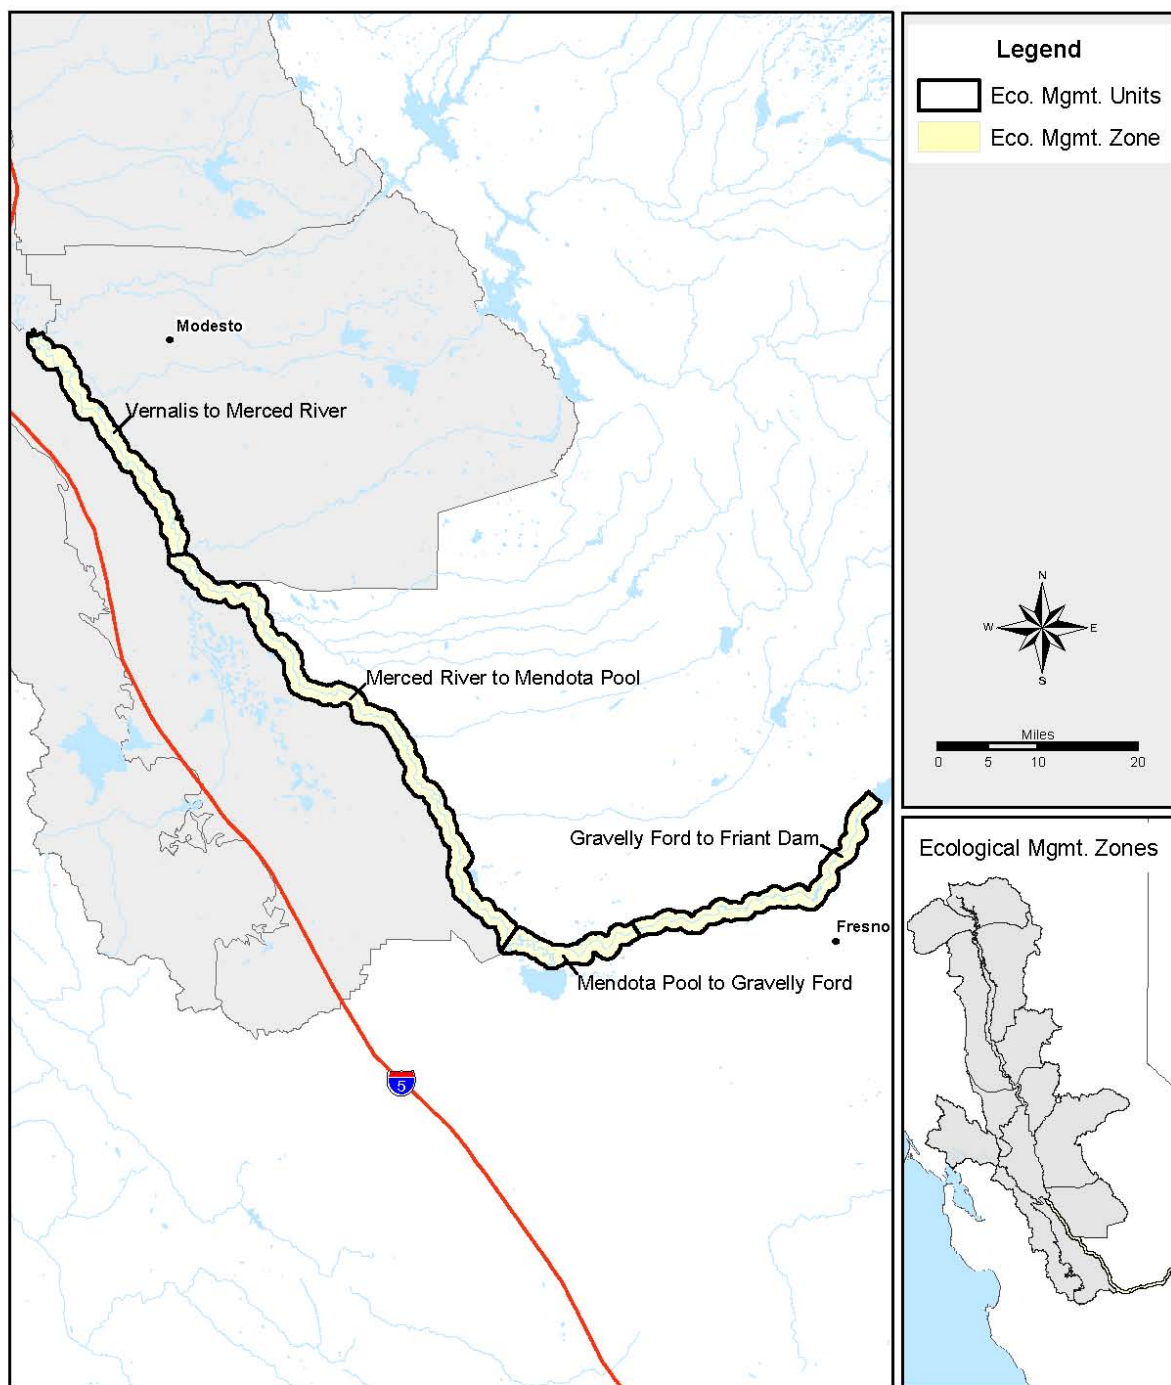 Modesto
Vernalis to Merced River
Merced River to Mendota Pool
Gravelly Ford to Friant Dam
Fresno
Mendota Pool to Gravelly Ford
5
Legend
Eco. Mgmt. Units
Eco. Mgmt. Zone
N
W E
S
Miles
0 5 10 20
Ecological Mgmt. Zones